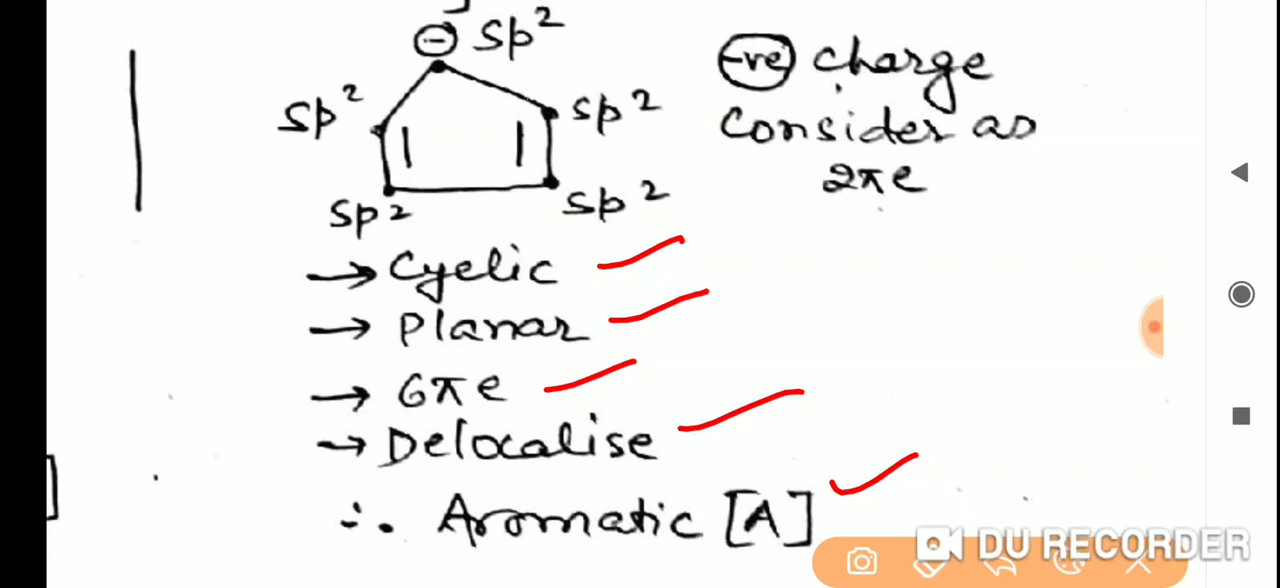 ⊖ sp²
sp² sp²
sp² sp²
-ve charge
consider as
2πe
→ Cyclic
→ Planar
→ 6πe
→ Delocalise
∴ Aromatic [A]
DU RECORDER